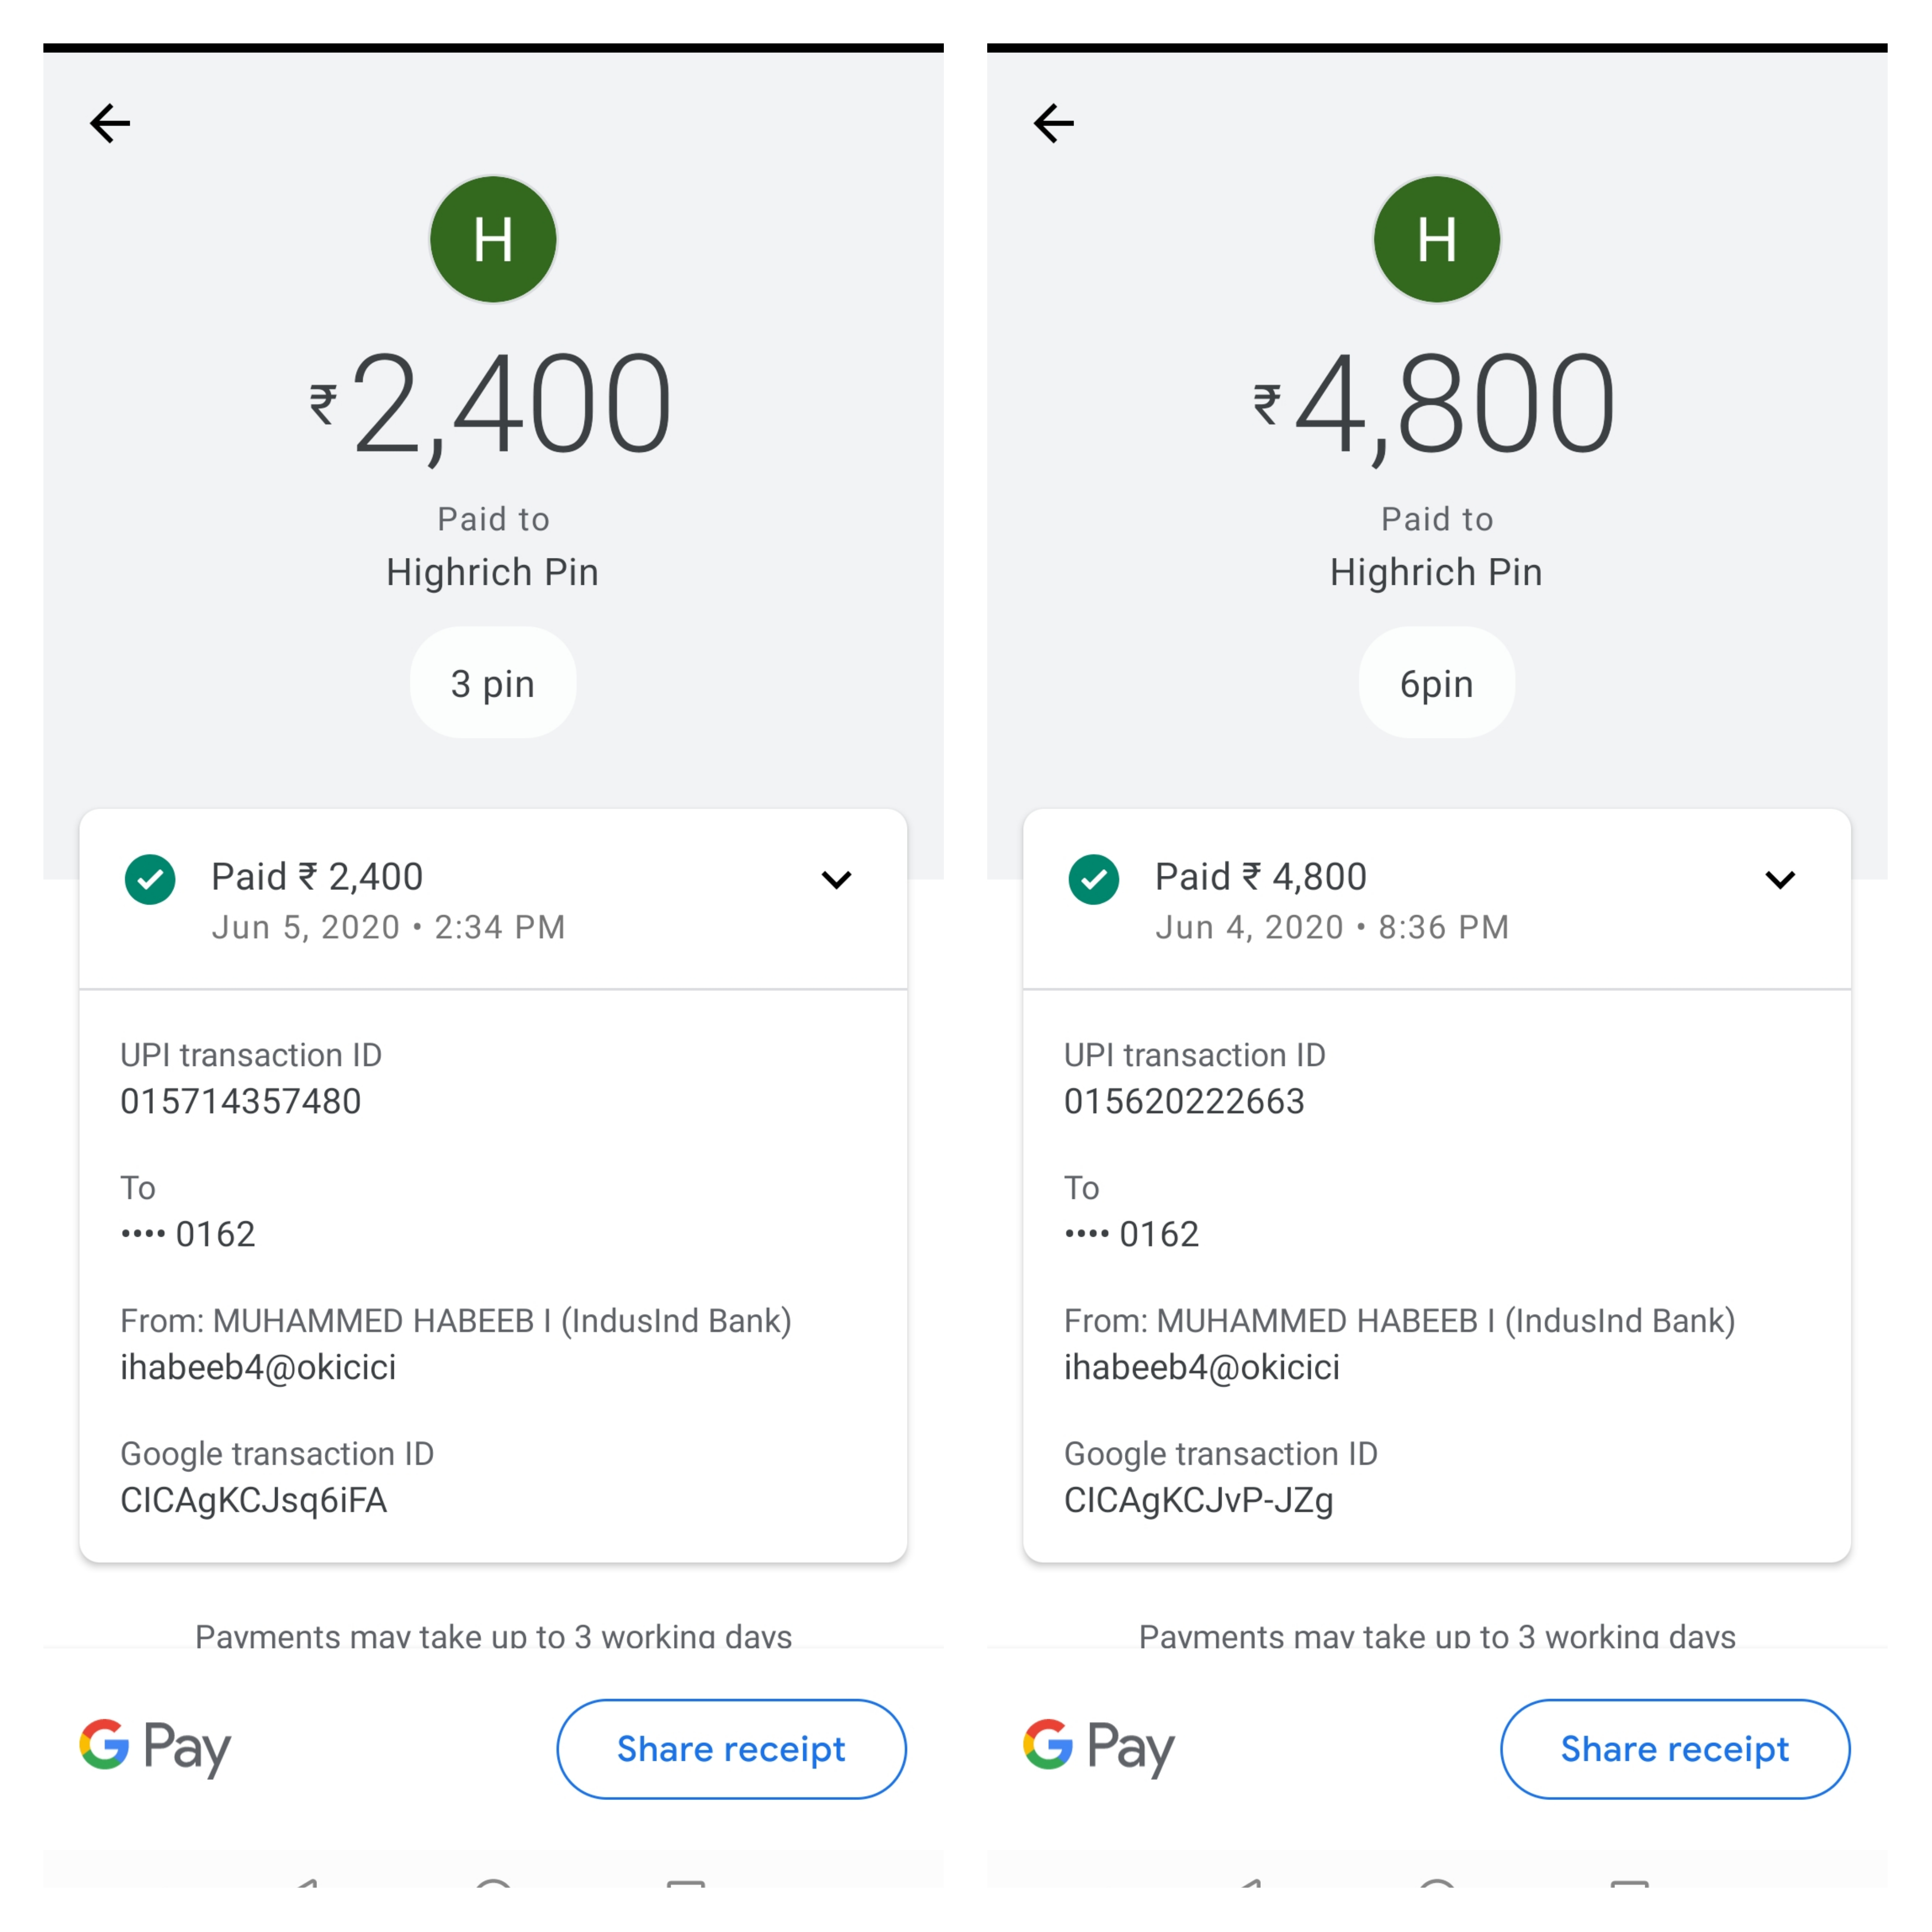 H
₹2,400
Paid to
Highrich Pin
3 pin
Paid ₹ 2,400
Jun 5, 2020 • 2:34 PM
UPI transaction ID
015714357480
To
•••• 0162
From: MUHAMMED HABEEB I (IndusInd Bank)
ihabeeb4@okicici
Google transaction ID
CICAgKCJsq6iFA
Payments may take up to 3 working days
G Pay
Share receipt
H
₹4,800
Paid to
Highrich Pin
6pin
Paid ₹ 4,800
Jun 4, 2020 • 8:36 PM
UPI transaction ID
015620222663
To
•••• 0162
From: MUHAMMED HABEEB I (IndusInd Bank)
ihabeeb4@okicici
Google transaction ID
CICAgKCJvP-JZg
Payments may take up to 3 working days
G Pay
Share receipt